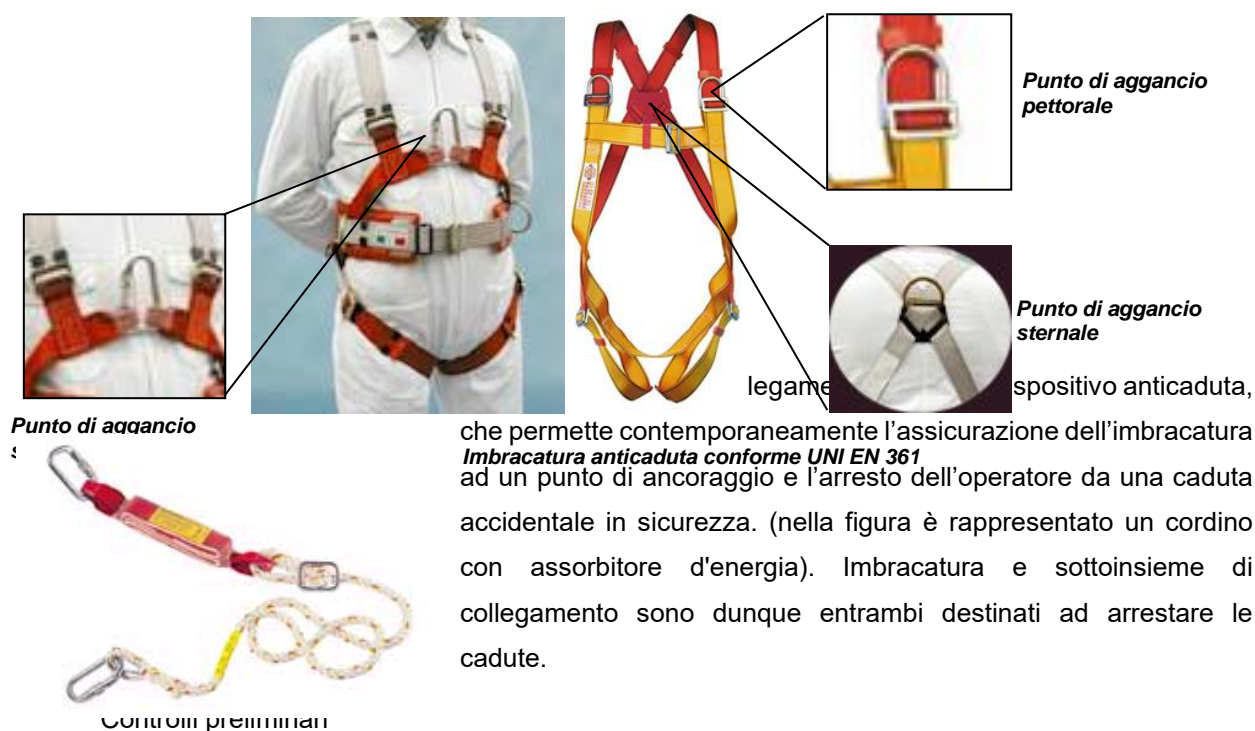 Punto di aggancio
pettorale
Punto di aggancio
sternale
spositivo anticaduta,
Punto di aggancio
che permette contemporaneamente l’assicurazione dell’imbracatura
Imbracatura anticaduta conforme UNI EN 361
ad un punto di ancoraggio e l’arresto dell’operatore da una caduta
accidentale in sicurezza. (nella figura è rappresentato un cordino
con assorbitore d'energia). Imbracatura e sottoinsieme di
collegamento sono dunque entrambi destinati ad arrestare le
cadute.
Controlli preliminari